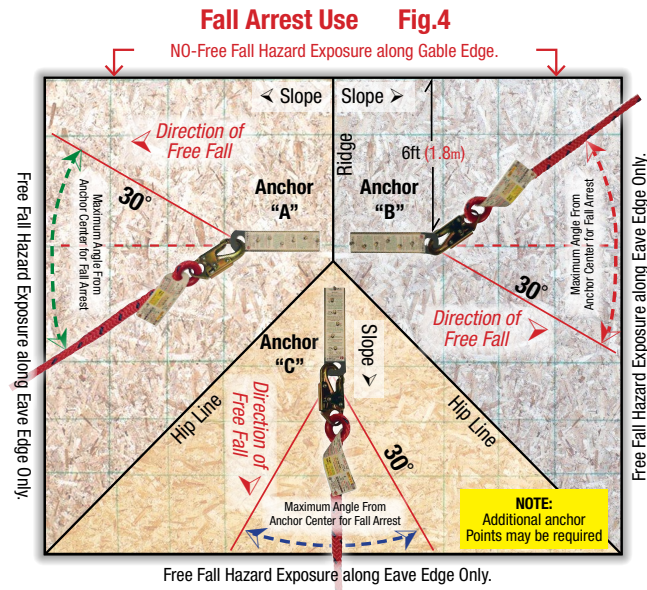 Fall Arrest Use Fig.4
NO-Free Fall Hazard Exposure along Gable Edge.
Slope
Slope
Direction of
Free Fall
Ridge
6ft (1.8m)
30°
Anchor
"A"
Anchor
"B"
Maximum Angle From
Anchor Center for Fall Arrest
Maximum Angle From
Anchor Center for Fall Arrest
Free Fall Hazard Exposure along Eave Edge Only.
Free Fall Hazard Exposure along Eave Edge Only.
30°
Direction of
Free Fall
Anchor
"C"
Slope
Hip Line
Hip Line
Direction of
Free Fall
30°
Maximum Angle From
Anchor Center for Fall Arrest
NOTE:
Additional anchor
Points may be required
Free Fall Hazard Exposure along Eave Edge Only.